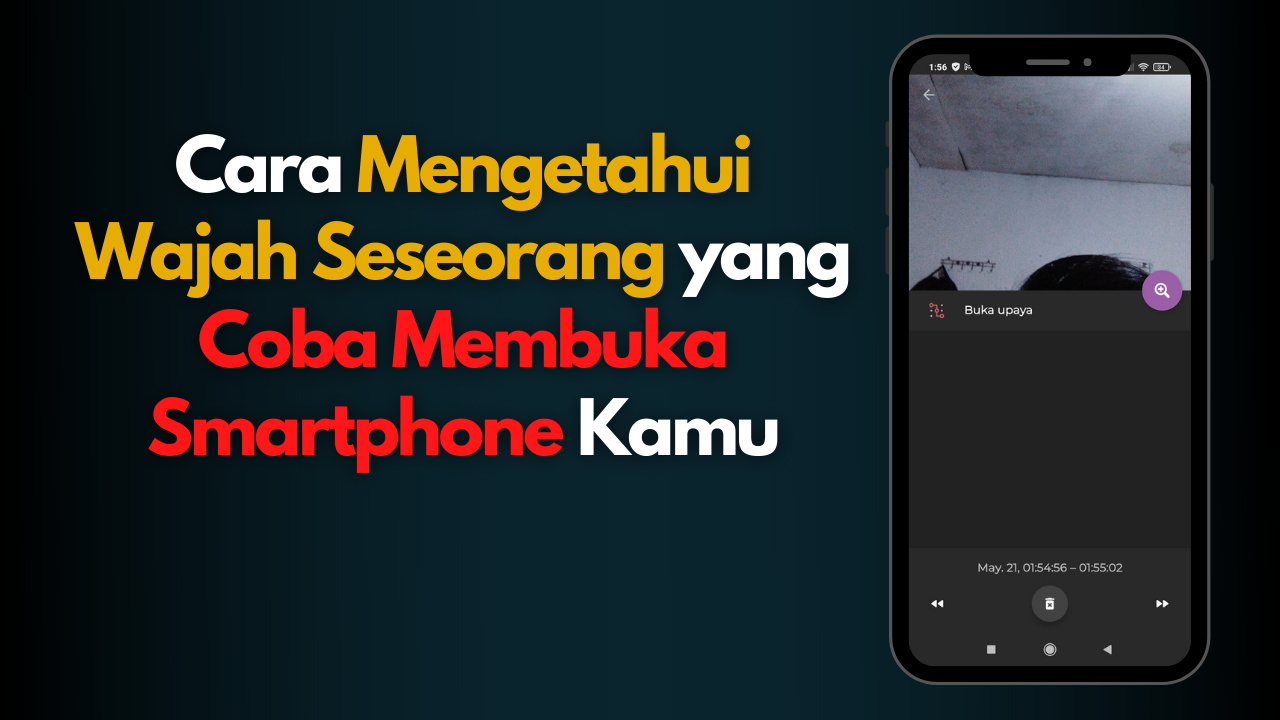 Cara Mengetahui
Wajah Seseorang yang
Coba Membuka
Smartphone Kamu
1:56
Buka upaya
May. 21, 01:54:56 – 01:55:02